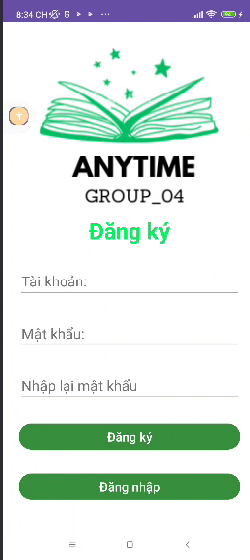 8:34 CH
ANYTIME
GROUP_04
Đăng ký
Tài khoản:
Mật khẩu:
Nhập lại mật khẩu
Đăng ký
Đăng nhập